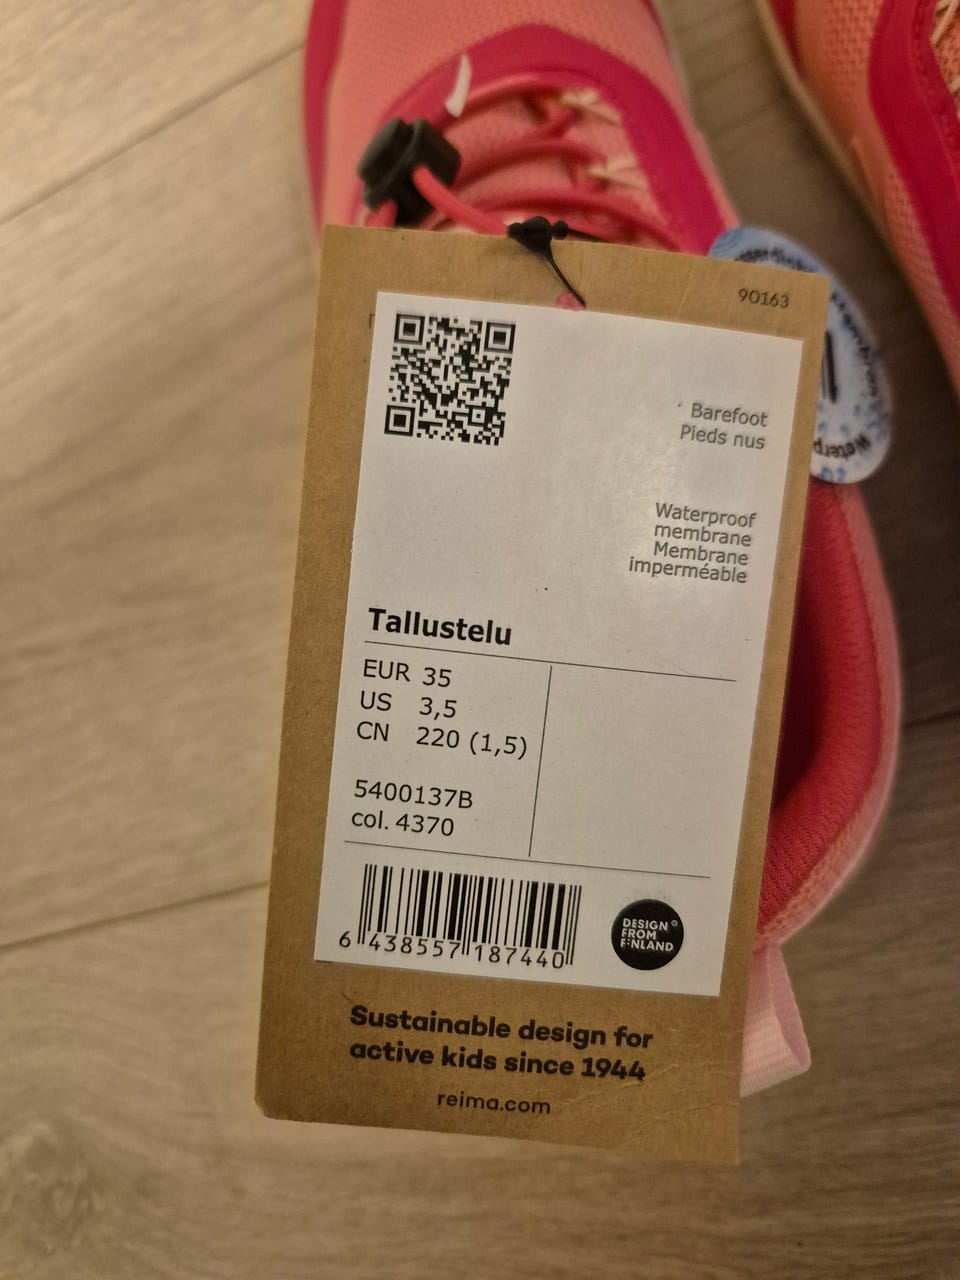 90163
Barefoot
Pieds nus
Waterproof
membrane
Membrane
imperméable
Tallustelu
EUR 35
US 3,5
CN 220 (1,5)
5400137B
col. 4370
6 438557 187440
DESIGN
FROM
FINLAND
Sustainable design for
active kids since 1944
reima.com